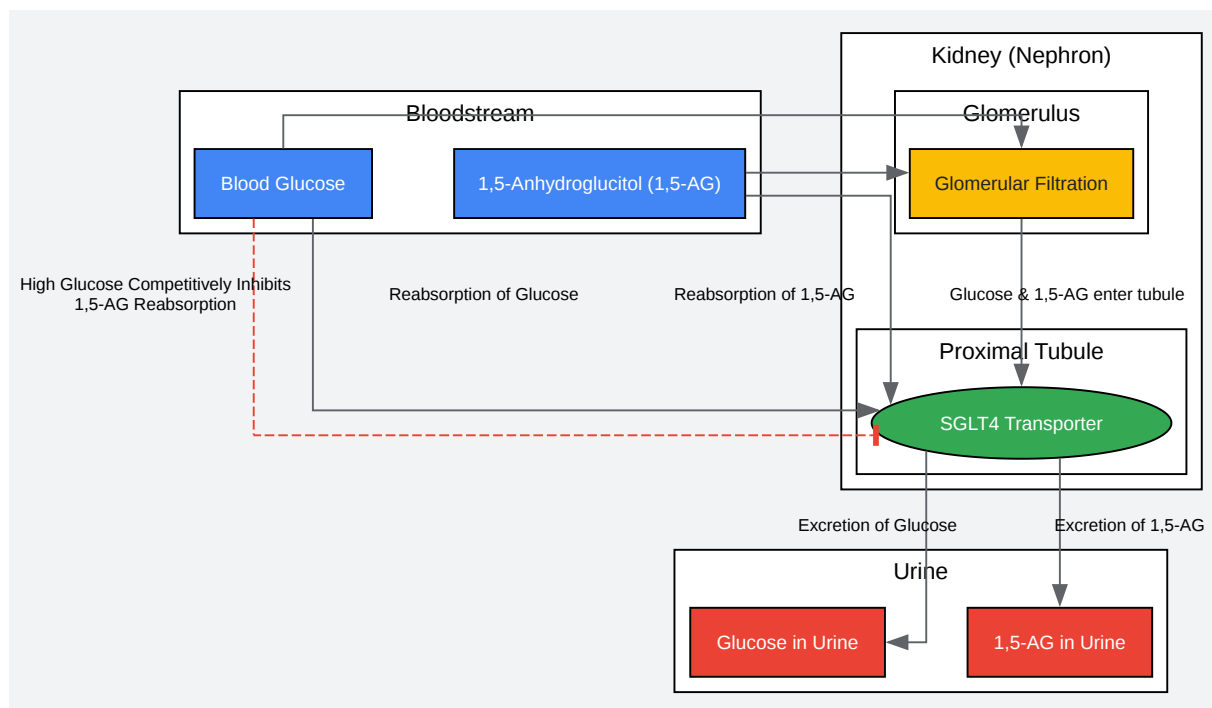 Kidney (Nephron)
Bloodstream
Glomerulus
Blood Glucose
1,5-Anhydroglucitol (1,5-AG)
Glomerular Filtration
High Glucose Competitively Inhibits
1,5-AG Reabsorption
Reabsorption of Glucose
Reabsorption of 1,5-AG
Glucose & 1,5-AG enter tubule
Proximal Tubule
SGLT4 Transporter
Excretion of Glucose
Excretion of 1,5-AG
Urine
Glucose in Urine
1,5-AG in Urine